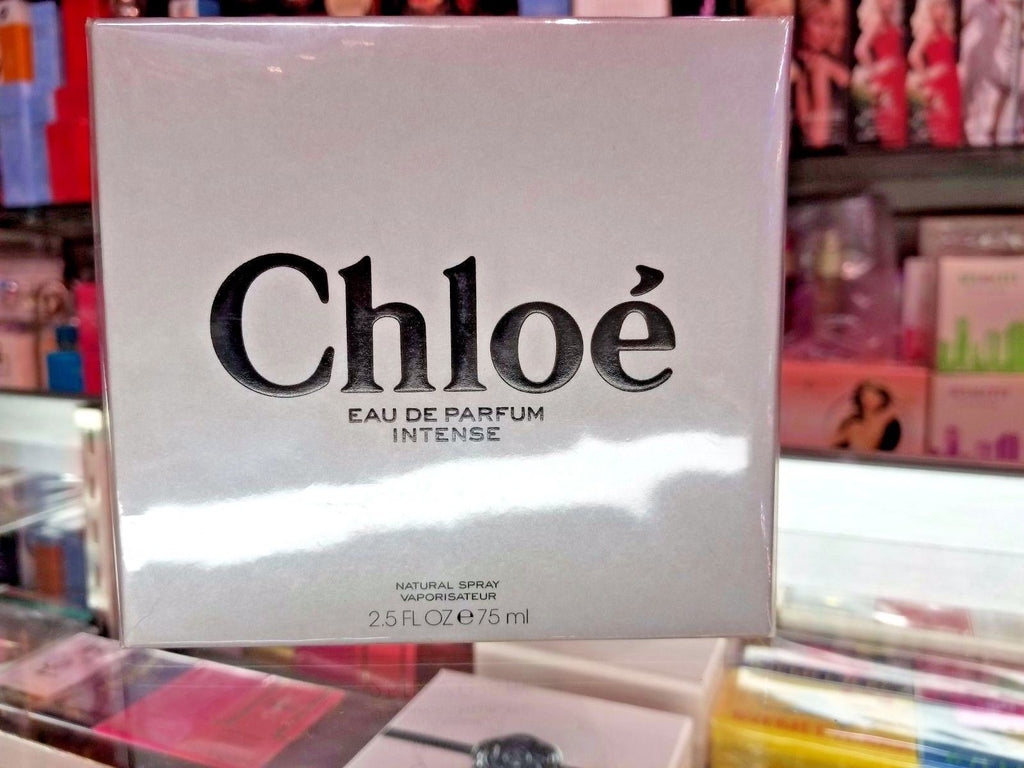 Chloé
EAU DE PARFUM
INTENSE
NATURAL SPRAY
VAPORISATEUR
2.5 FL OZ ℮ 75 ml